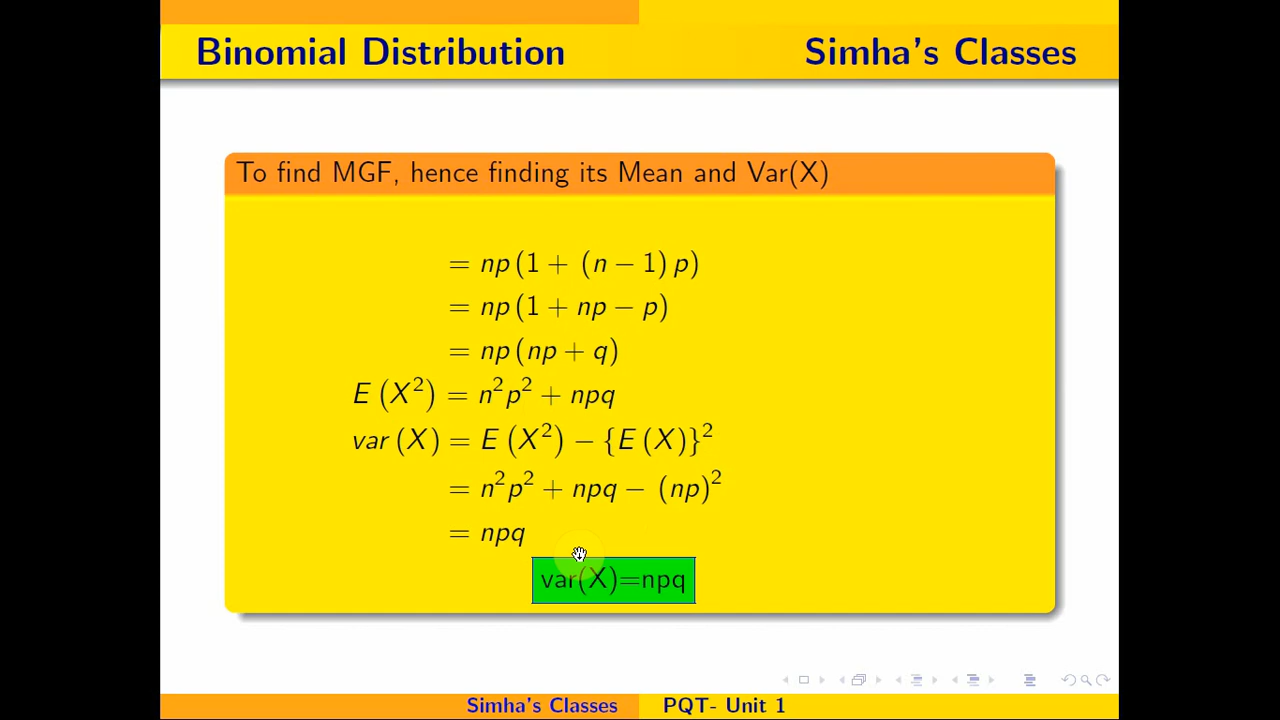 Binomial Distribution Simha's Classes
To find MGF, hence finding its Mean and Var(X)
= np (1 + (n − 1) p)
= np (1 + np − p)
= np (np + q)
E (X²) = n²p² + npq
var (X) = E (X²) − {E (X)}²
= n²p² + npq − (np)²
= npq
var(X)=npq
Simha's Classes PQT- Unit 1